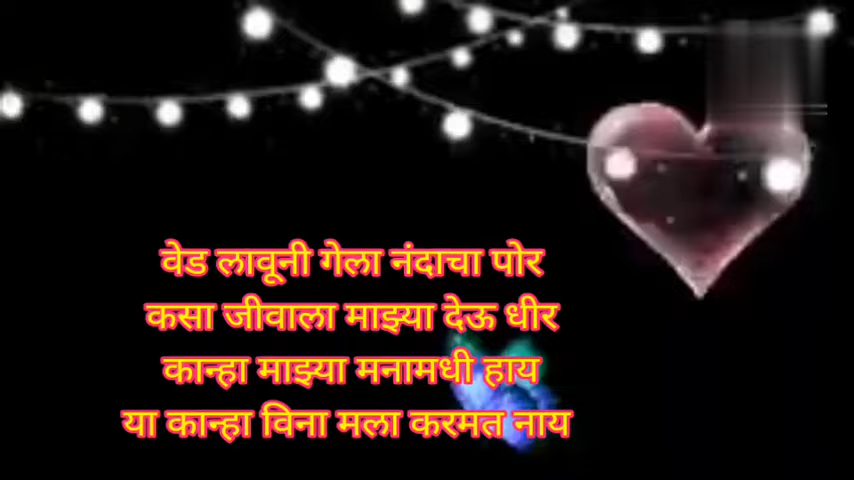 वेड लावूनी गेला नंदाचा पोर
कसा जीवाला माझ्या देऊ धीर
कान्हा माझ्या मनामधी हाय
या कान्हा विना मला करमत नाय